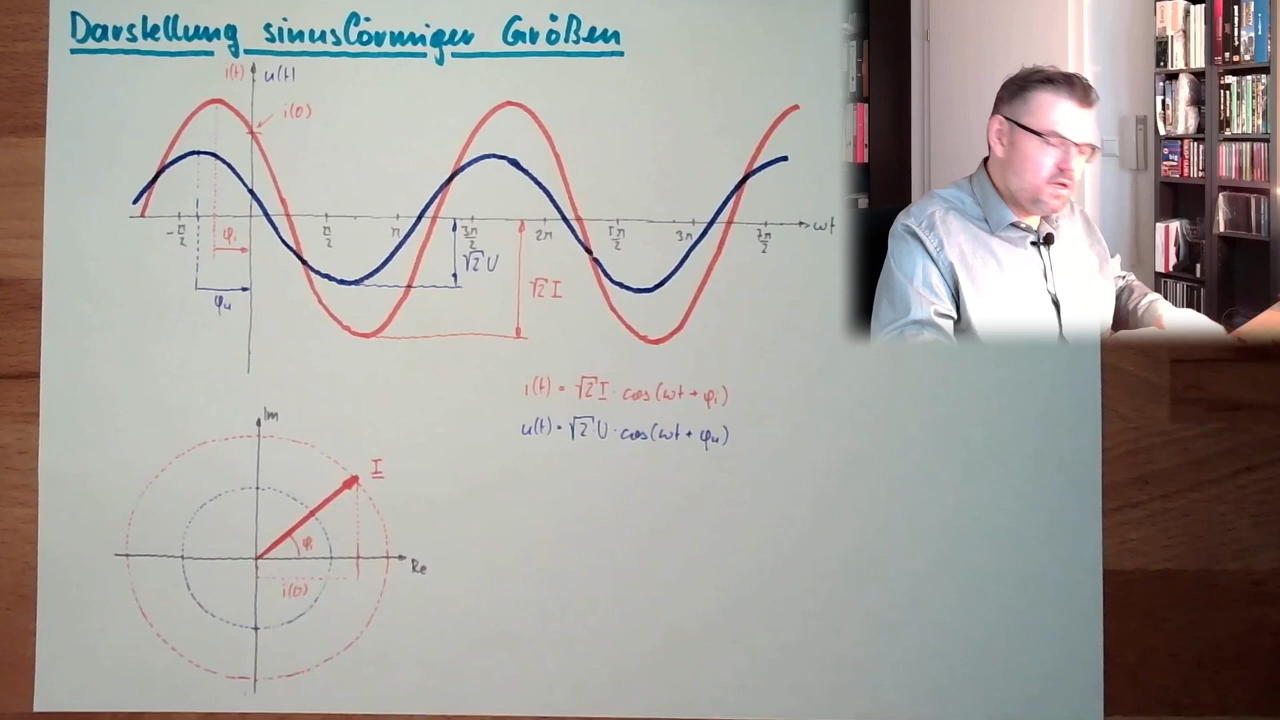 Darstellung sinusförmiger Größen
i(t) u(t)
i(0)
-π/2 π/2 π 3π/2 2π 5π/2 3π 7π/2 ωt
φi
φu
√2 U
√2 I
i(t) = √2 I · cos(ωt + φi)
u(t) = √2 U · cos(ωt + φu)
Im
I
φi
Re
i(0)